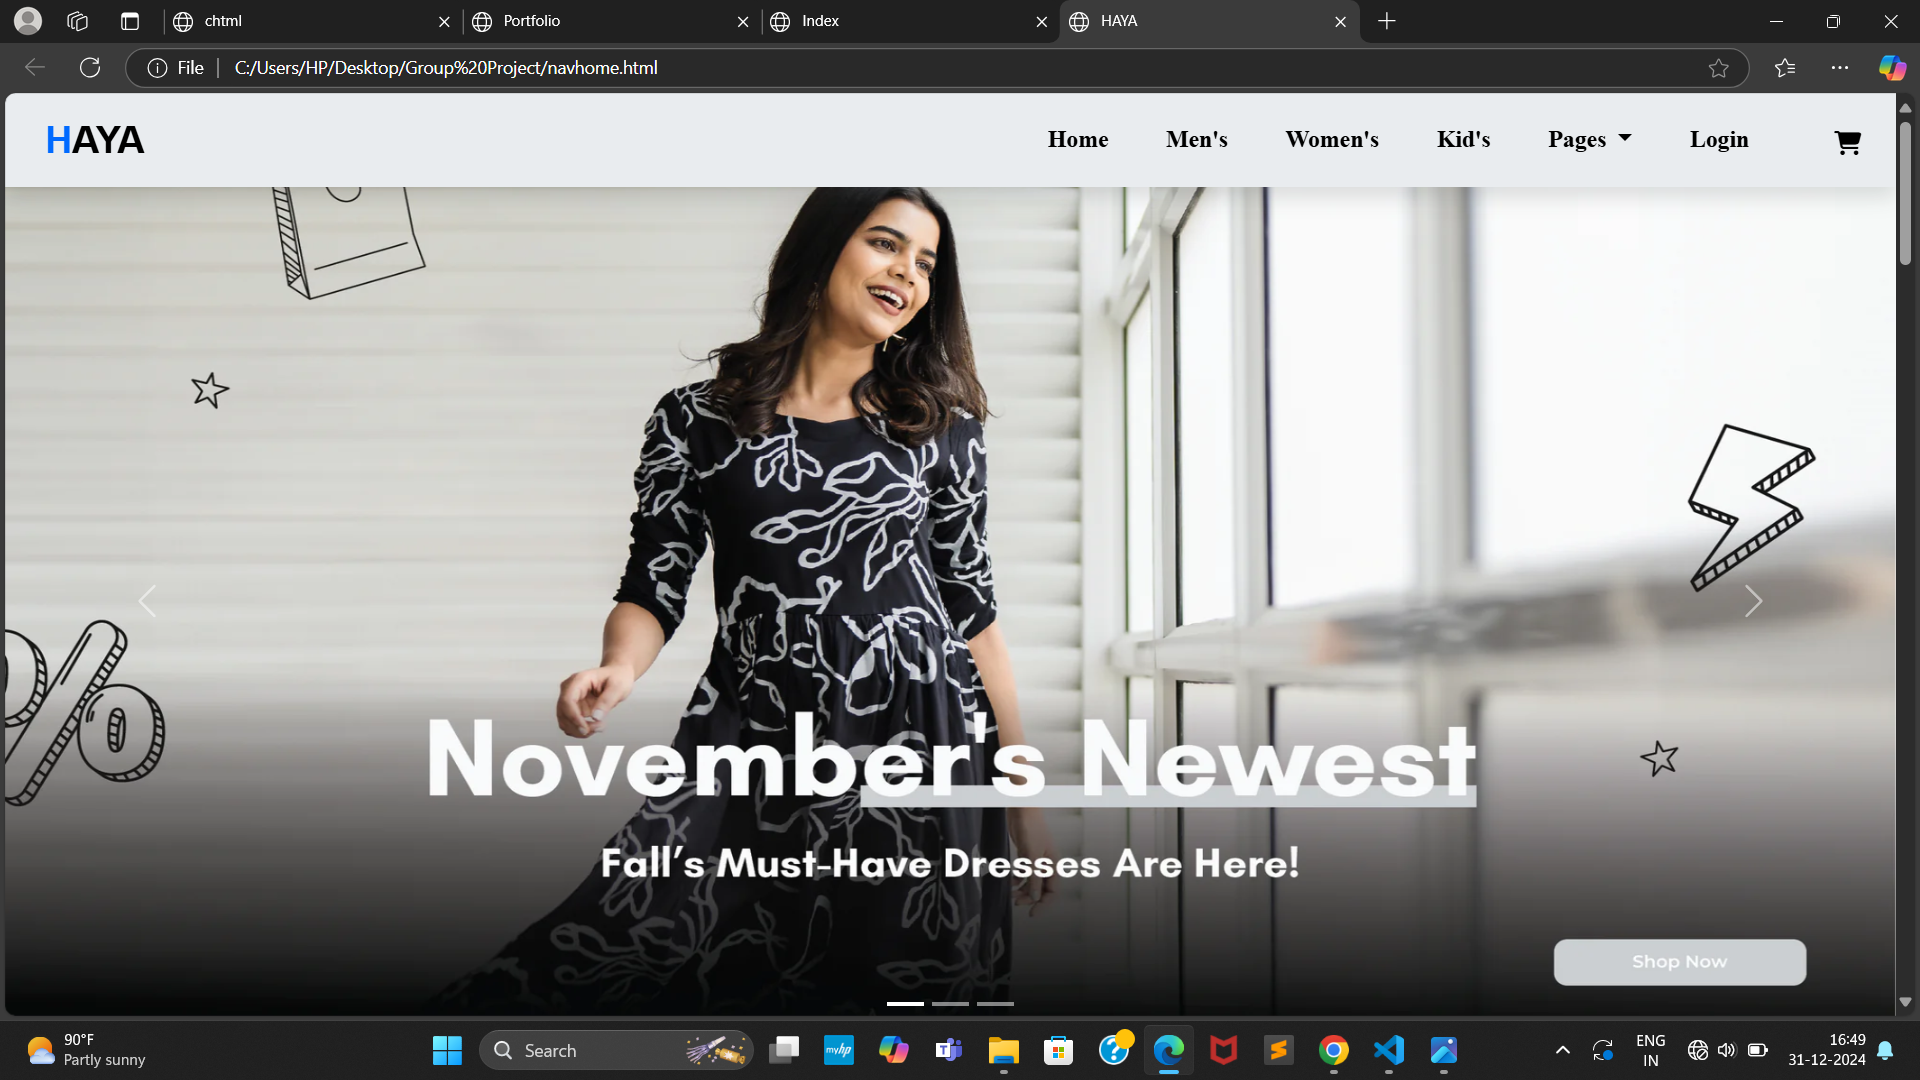 chtml
Portfolio
Index
HAYA
File
C:/Users/HP/Desktop/Group%20Project/navhome.html
HAYA
Home
Men's
Women's
Kid's
Pages
Login
%
November's Newest
Fall's Must-Have Dresses Are Here!
Shop Now
90°F
Partly sunny
Search
myhp
T
S
?
ENG
IN
16:49
31-12-2024